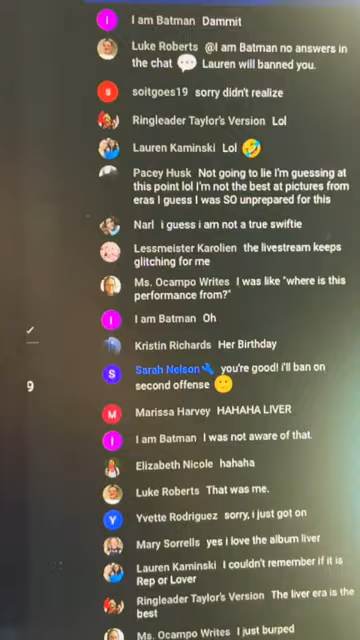 I am Batman Dammit
Luke Roberts @I am Batman no answers in
the chat 💬 Lauren will banned you.
soitgoes19 sorry didn't realize
Ringleader Taylor's Version Lol
Lauren Kaminski Lol 🤣
Pacey Husk Not going to lie I'm guessing at
this point lol I'm not the best at pictures from
eras I guess I was SO unprepared for this
Narl i guess i am not a true swiftie
Lessmeister Karolien the livestream keeps
glitching for me
Ms. Ocampo Writes I was like "where is this
performance from?"
I am Batman Oh
Kristin Richards Her Birthday
Sarah Nelson🔧 you're good! i'll ban on
second offense 🙂
9
Marissa Harvey HAHAHA LIVER
I am Batman I was not aware of that.
Elizabeth Nicole hahaha
Luke Roberts That was me.
Yvette Rodriguez sorry, i just got on
Mary Sorrells yes i love the album liver
Lauren Kaminski I couldn't remember if it is
Rep or Lover
Ringleader Taylor's Version The liver era is the
best
Ms. Ocampo Writes I just burped